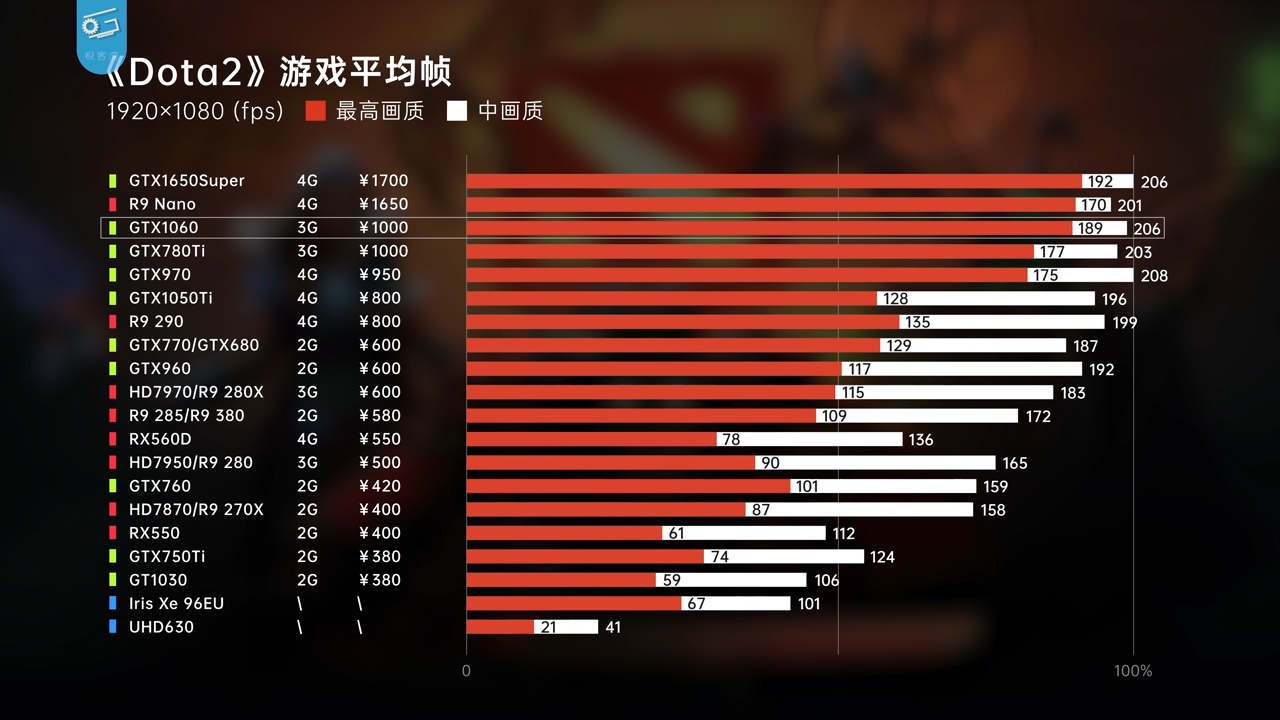 极客湾
《Dota2》游戏平均帧
1920×1080 (fps) 最高画质 中画质
GTX1650Super 4G ¥1700 192 206
R9 Nano 4G ¥1650 170 201
GTX1060 3G ¥1000 189 206
GTX780Ti 3G ¥1000 177 203
GTX970 4G ¥950 175 208
GTX1050Ti 4G ¥800 128 196
R9 290 4G ¥800 135 199
GTX770/GTX680 2G ¥600 129 187
GTX960 2G ¥600 117 192
HD7970/R9 280X 3G ¥600 115 183
R9 285/R9 380 2G ¥580 109 172
RX560D 4G ¥550 78 136
HD7950/R9 280 3G ¥500 90 165
GTX760 2G ¥420 101 159
HD7870/R9 270X 2G ¥400 87 158
RX550 2G ¥400 61 112
GTX750Ti 2G ¥380 74 124
GT1030 2G ¥380 59 106
Iris Xe 96EU \ \ 67 101
UHD630 \ \ 21 41
0 100%